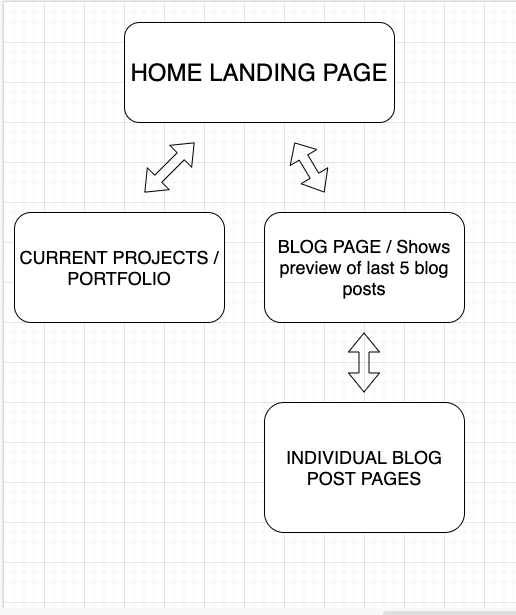 HOME LANDING PAGE
CURRENT PROJECTS /
PORTFOLIO
BLOG PAGE / Shows
preview of last 5 blog
posts
INDIVIDUAL BLOG
POST PAGES